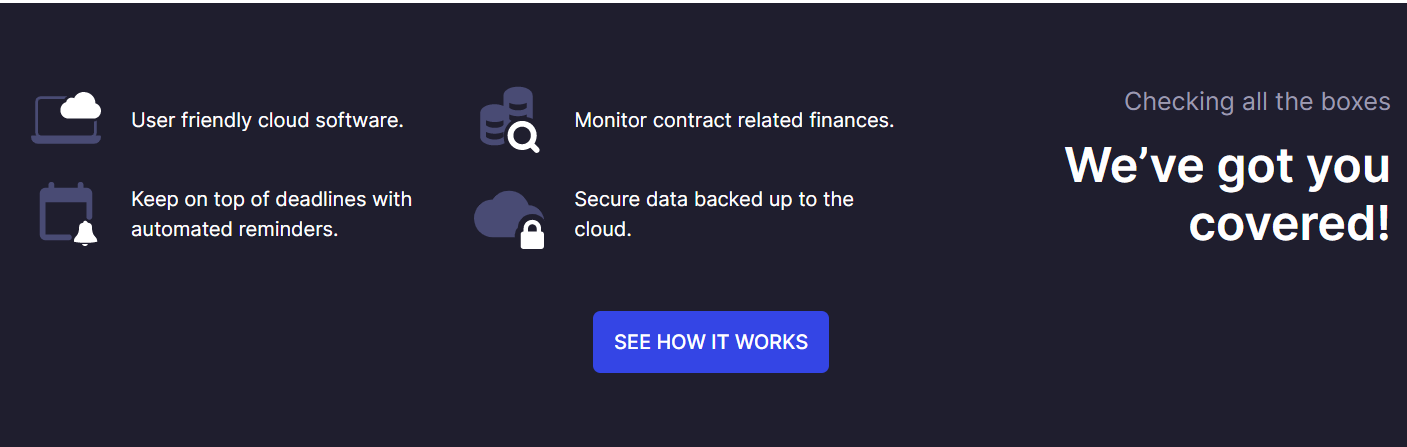 User friendly cloud software.
Monitor contract related finances.
Keep on top of deadlines with
automated reminders.
Secure data backed up to the
cloud.
Checking all the boxes
We’ve got you
covered!
SEE HOW IT WORKS